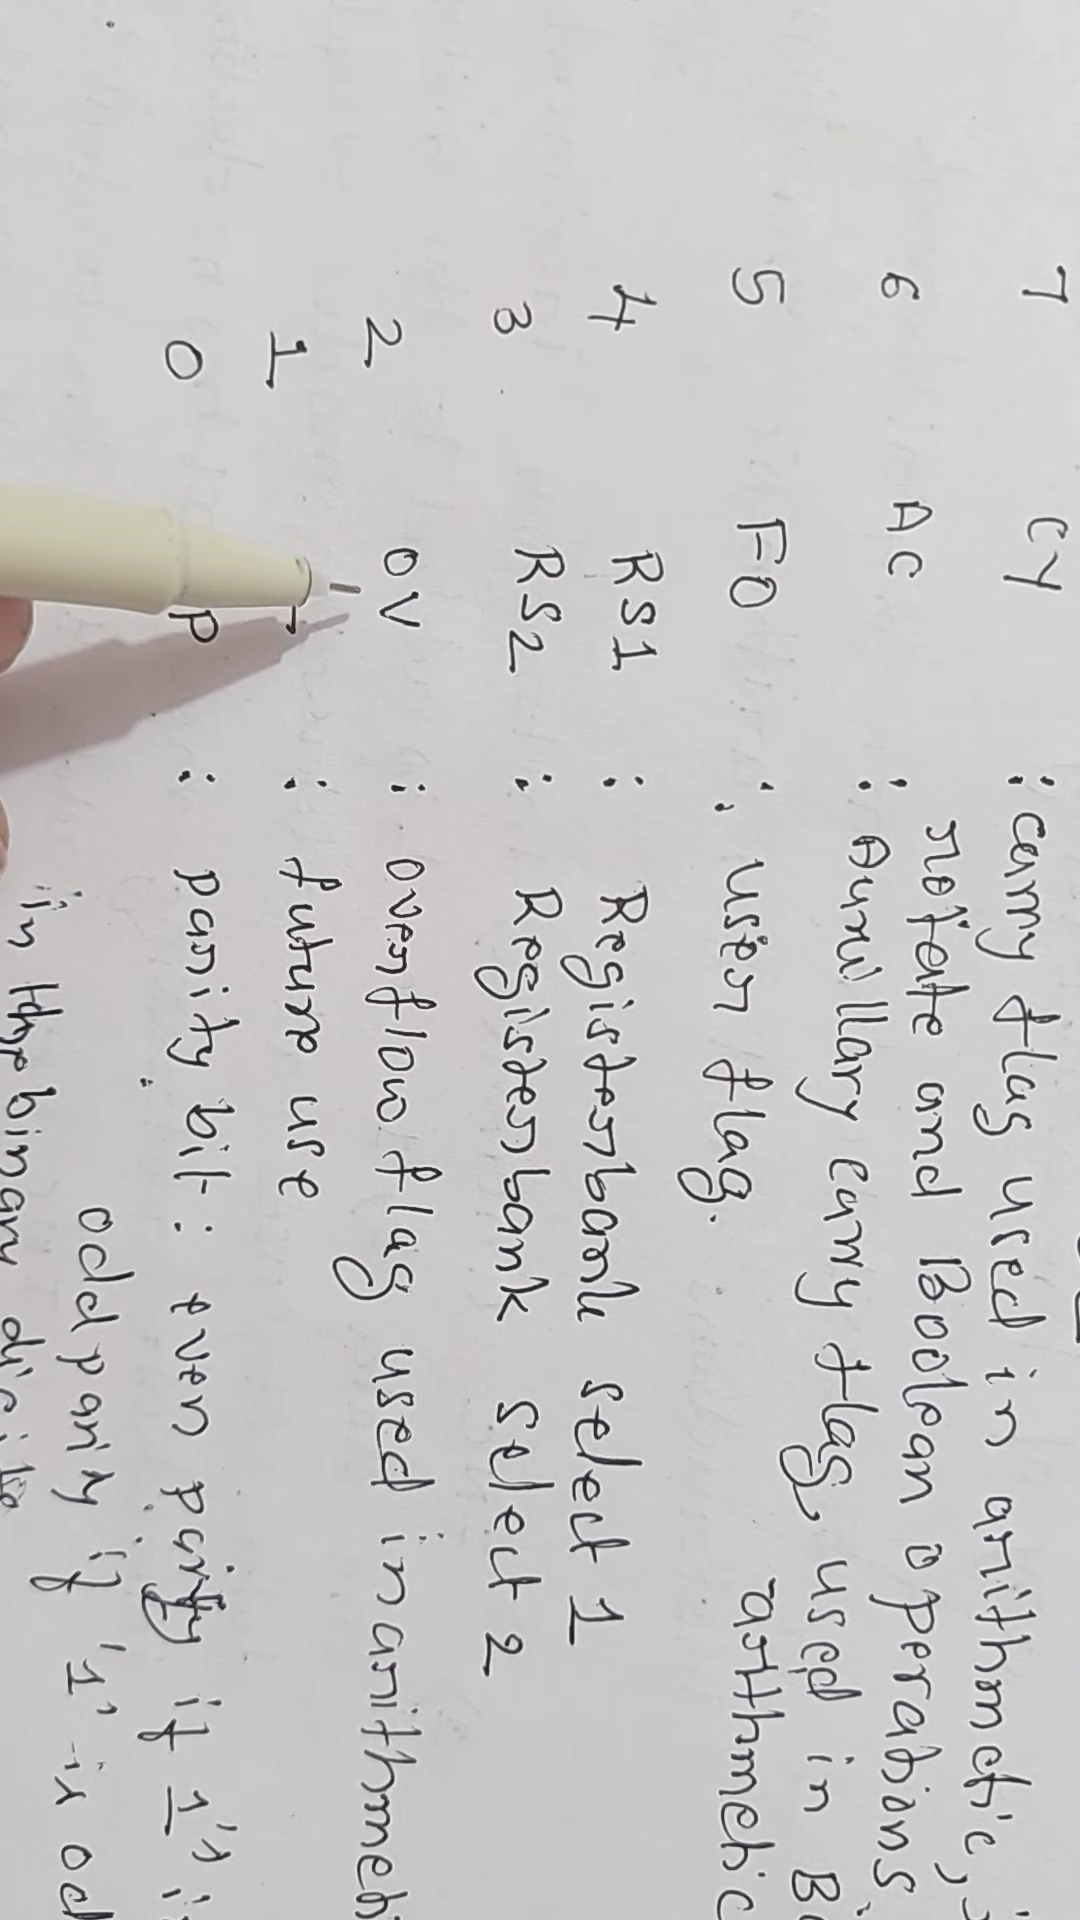 7 CY : carry flag used in arithmetic,
rotate and Boolean operations
6 AC : Auxillary carry flag, used in
arithmetic
5 F0 : user flag.
4 RS1 : Registerbank select 1
3 RS2 : Registerbank select 2
2 OV : overflow flag used in arithmeti
1 : future use
0 P : parity bit : even parity if 1's
odd parity if '1' is od
in the binary